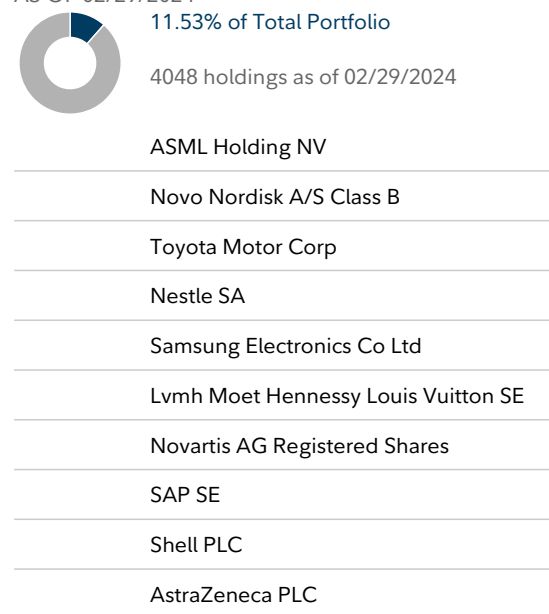 11.53% of Total Portfolio
4048 holdings as of 02/29/2024
ASML Holding NV
Novo Nordisk A/S Class B
Toyota Motor Corp
Nestle SA
Samsung Electronics Co Ltd
Lvmh Moet Hennessy Louis Vuitton SE
Novartis AG Registered Shares
SAP SE
Shell PLC
AstraZeneca PLC